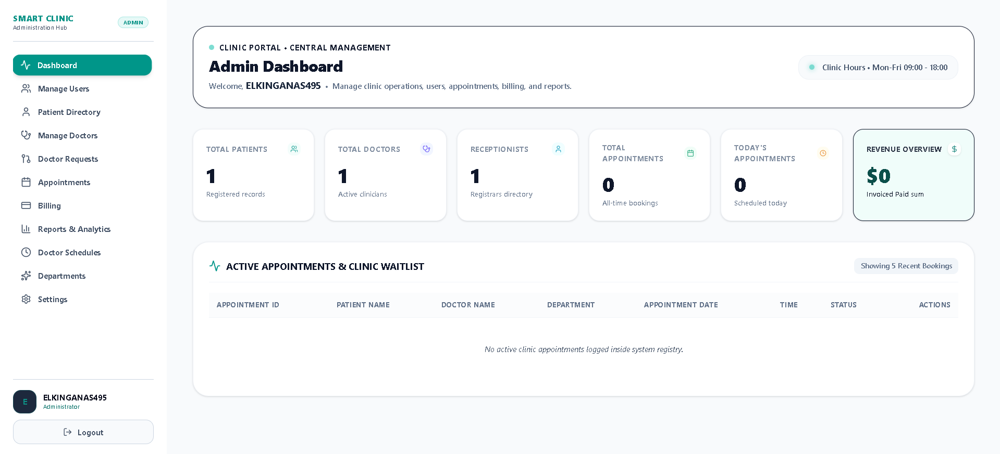 SMART CLINIC
Administration Hub
ADMIN
Dashboard
Manage Users
Patient Directory
Manage Doctors
Doctor Requests
Appointments
Billing
Reports & Analytics
Doctor Schedules
Departments
Settings
E
ELKINGANAS495
Administrator
Logout
CLINIC PORTAL • CENTRAL MANAGEMENT
Admin Dashboard
Welcome, ELKINGANAS495 • Manage clinic operations, users, appointments, billing, and reports.
Clinic Hours • Mon-Fri 09:00 - 18:00
TOTAL PATIENTS
1
Registered records
TOTAL DOCTORS
1
Active clinicians
RECEPTIONISTS
1
Registrars directory
TOTAL
APPOINTMENTS
0
All-time bookings
TODAY'S
APPOINTMENTS
0
Scheduled today
REVENUE OVERVIEW
$
$0
Invoiced Paid sum
ACTIVE APPOINTMENTS & CLINIC WAITLIST
Showing 5 Recent Bookings
APPOINTMENT ID PATIENT NAME DOCTOR NAME DEPARTMENT APPOINTMENT DATE TIME STATUS ACTIONS
No active clinic appointments logged inside system registry.